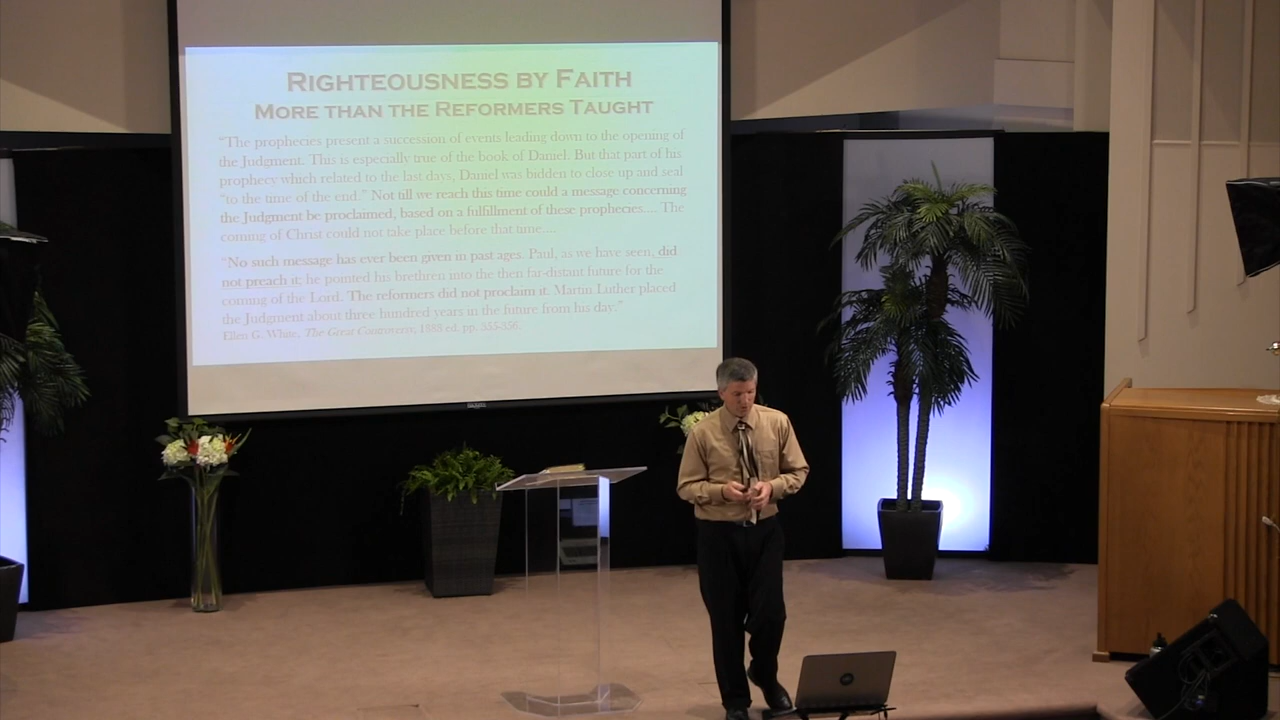 RIGHTEOUSNESS BY FAITH
MORE THAN THE REFORMERS TAUGHT
"The prophecies present a succession of events leading down to the opening of
the Judgment. This is especially true of the book of Daniel. But that part of his
prophecy which related to the last days, Daniel was bidden to close up and seal
"to the time of the end." Not till we reach this time could a message concerning
the Judgment be proclaimed, based on a fulfillment of these prophecies.... The
coming of Christ could not take place before that time....
"No such message has ever been given in past ages. Paul, as we have seen, did
not preach it; he pointed his brethren into the then far-distant future for the
coming of the Lord. The reformers did not proclaim it. Martin Luther placed
the Judgment about three hundred years in the future from his day."
Ellen G. White, The Great Controversy, 1888 ed. pp. 355-356.